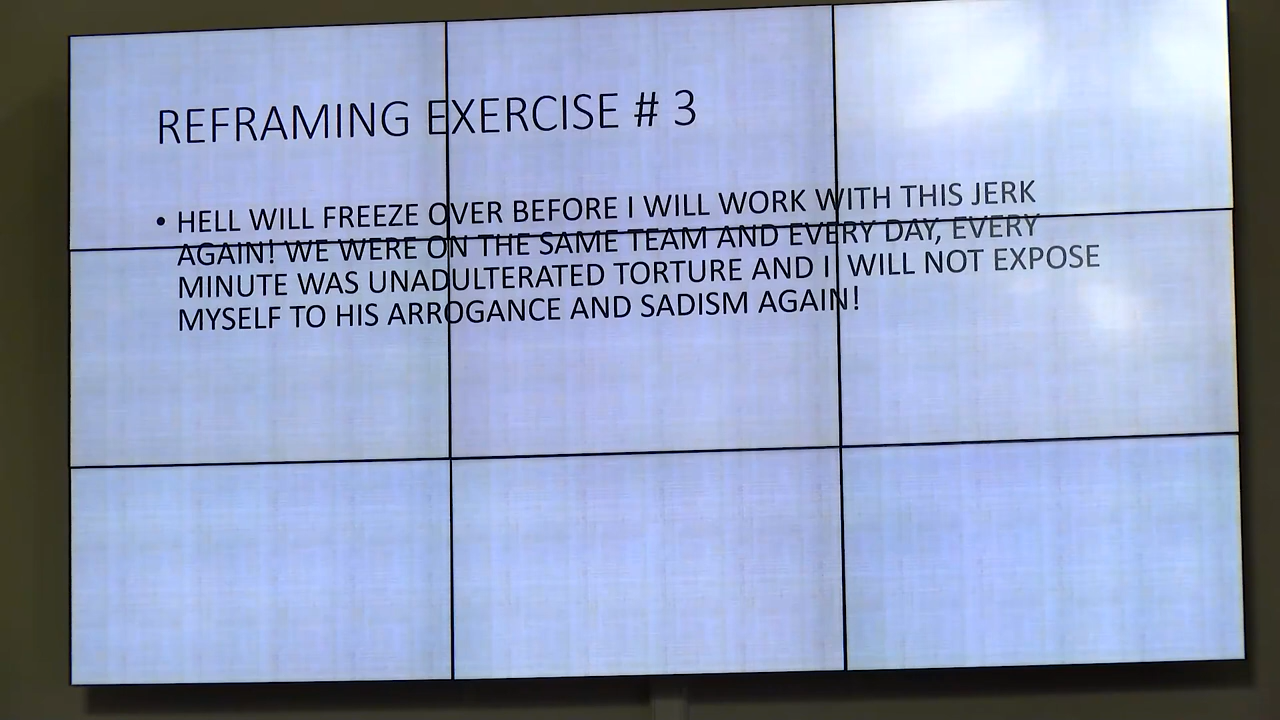 REFRAMING EXERCISE # 3
• HELL WILL FREEZE OVER BEFORE I WILL WORK WITH THIS JERK
AGAIN! WE WERE ON THE SAME TEAM AND EVERY DAY, EVERY
MINUTE WAS UNADULTERATED TORTURE AND I WILL NOT EXPOSE
MYSELF TO HIS ARROGANCE AND SADISM AGAIN!